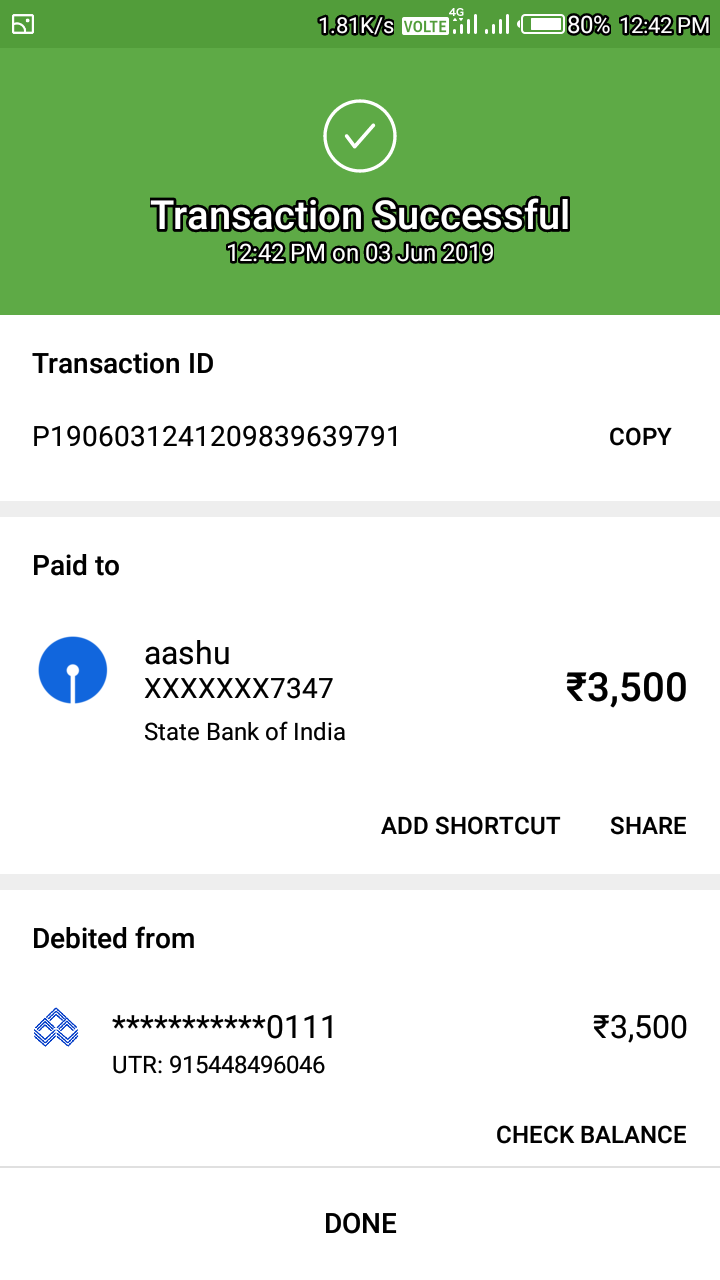 1.81K/s VOLTE 4G 80% 12:42 PM
Transaction Successful
12:42 PM on 03 Jun 2019
Transaction ID
P1906031241209839639791 COPY
Paid to
aashu
XXXXXXX7347
₹3,500
State Bank of India
ADD SHORTCUT SHARE
Debited from
***********0111 ₹3,500
UTR: 915448496046
CHECK BALANCE
DONE